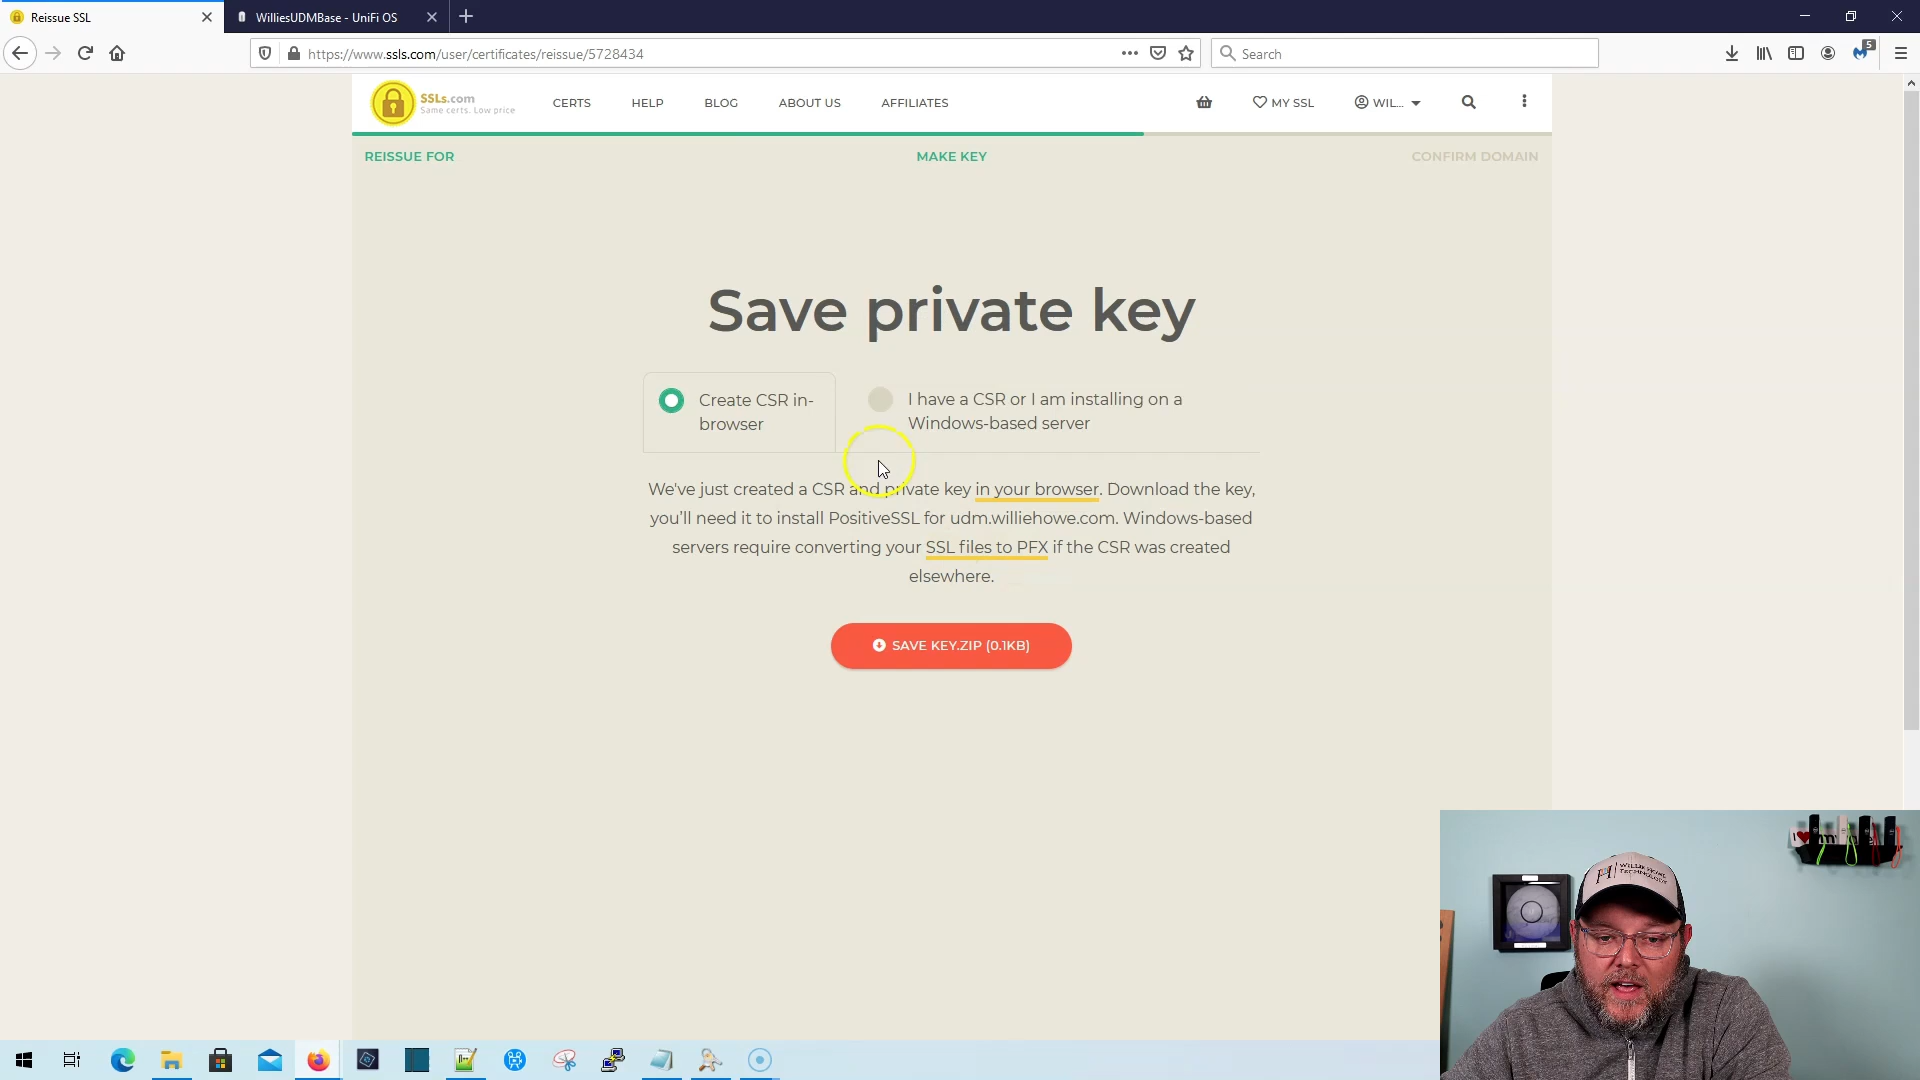 Reissue SSL
WilliesUDMBase - UniFi OS
https://www.ssls.com/user/certificates/reissue/5728434
Search
5
SSLs.com
Same certs. Low price
CERTS
HELP
BLOG
ABOUT US
AFFILIATES
MY SSL
WIL...
REISSUE FOR
MAKE KEY
CONFIRM DOMAIN
Save private key
Create CSR in-
browser
I have a CSR or I am installing on a
Windows-based server
We've just created a CSR and private key in your browser. Download the key,
you'll need it to install PositiveSSL for udm.williehowe.com. Windows-based
servers require converting your SSL files to PFX if the CSR was created
elsewhere.
SAVE KEY.ZIP (0.1KB)
WILLIE HOWE
TECHNOLOGY